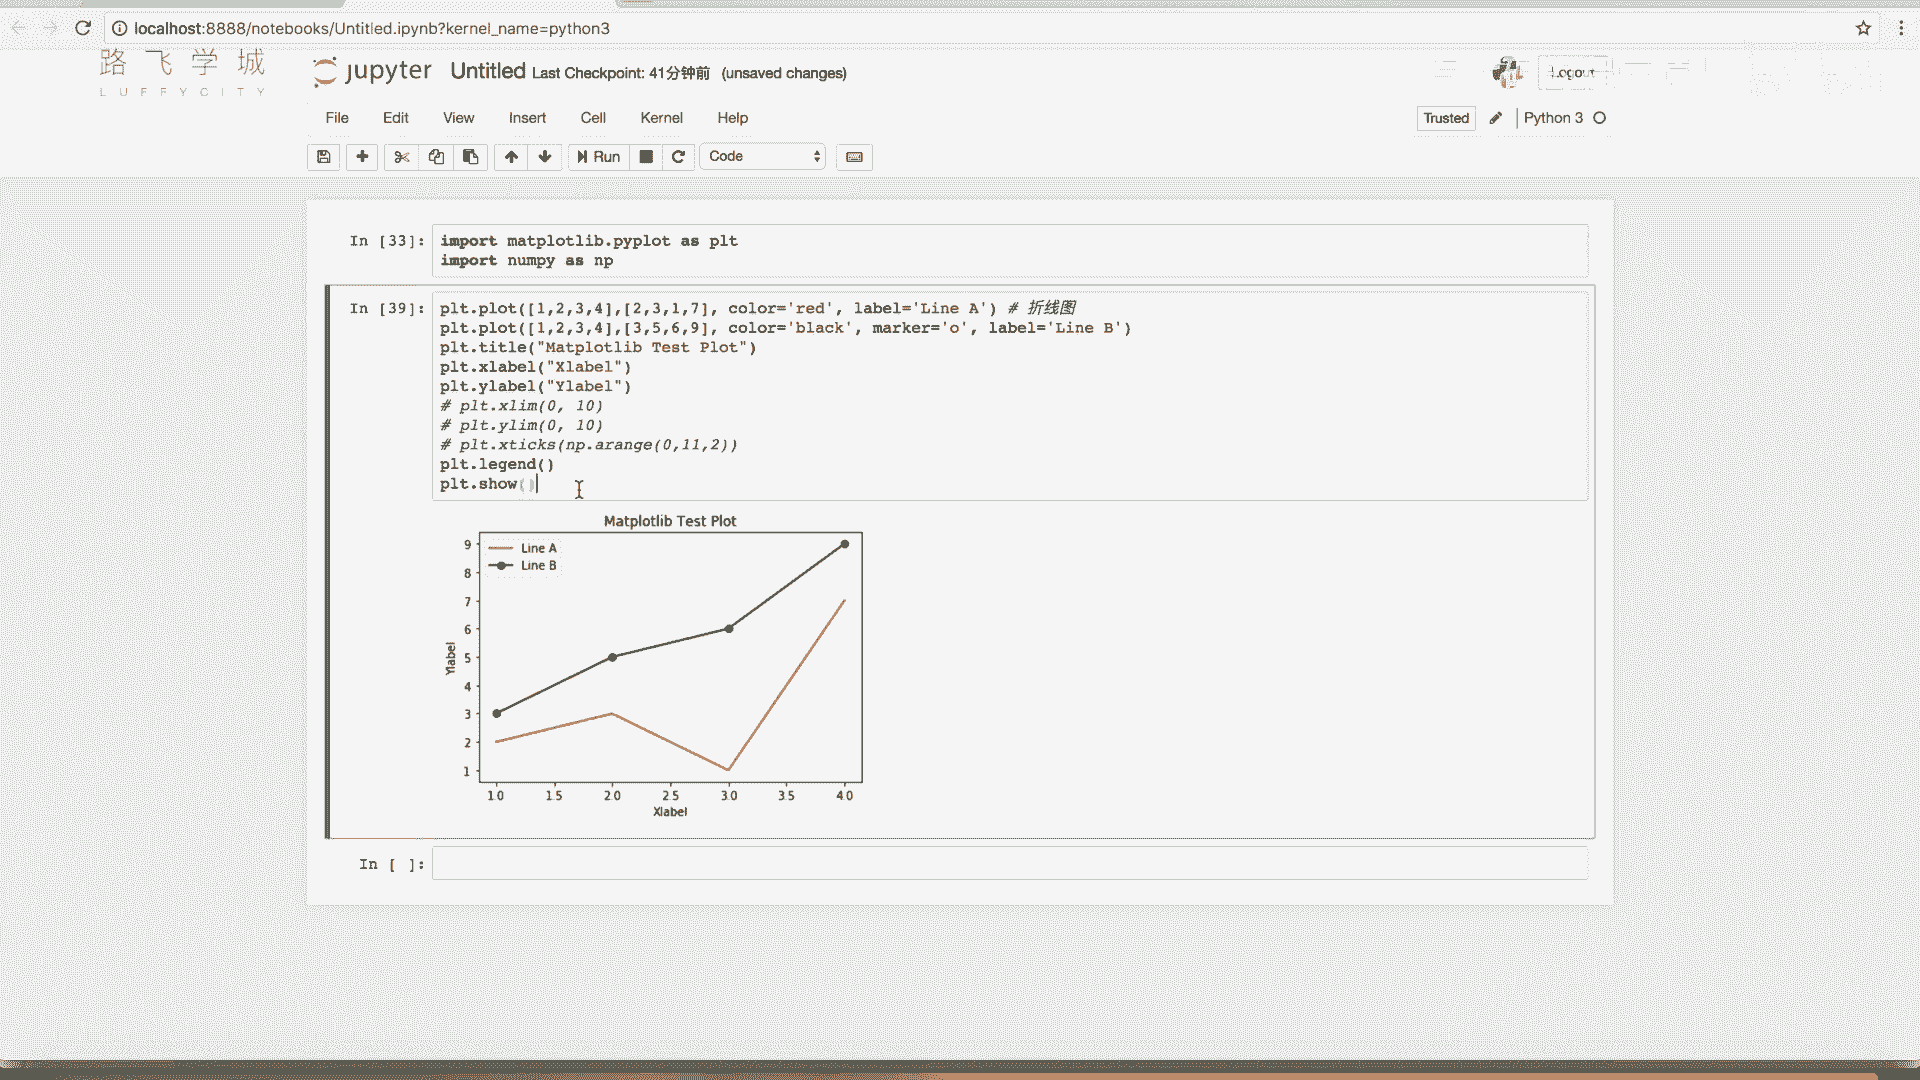 localhost:8888/notebooks/Untitled.ipynb?kernel_name=python3
路飞学城
LUFFYCITY
jupyter Untitled Last Checkpoint: 41分钟前 (unsaved changes)
Logout
File Edit View Insert Cell Kernel Help
Trusted Python 3
Run Code
In [33]: import matplotlib.pyplot as plt
import numpy as np
In [39]: plt.plot([1,2,3,4],[2,3,1,7], color='red', label='Line A') # 折线图
plt.plot([1,2,3,4],[3,5,6,9], color='black', marker='o', label='Line B')
plt.title("Matplotlib Test Plot")
plt.xlabel("Xlabel")
plt.ylabel("Ylabel")
# plt.xlim(0, 10)
# plt.ylim(0, 10)
# plt.xticks(np.arange(0,11,2))
plt.legend()
plt.show()
Matplotlib Test Plot
Line A
Line B
9
8
7
6
5
4
3
2
1
Ylabel
1.0 1.5 2.0 2.5 3.0 3.5 4.0
Xlabel
In [ ]: